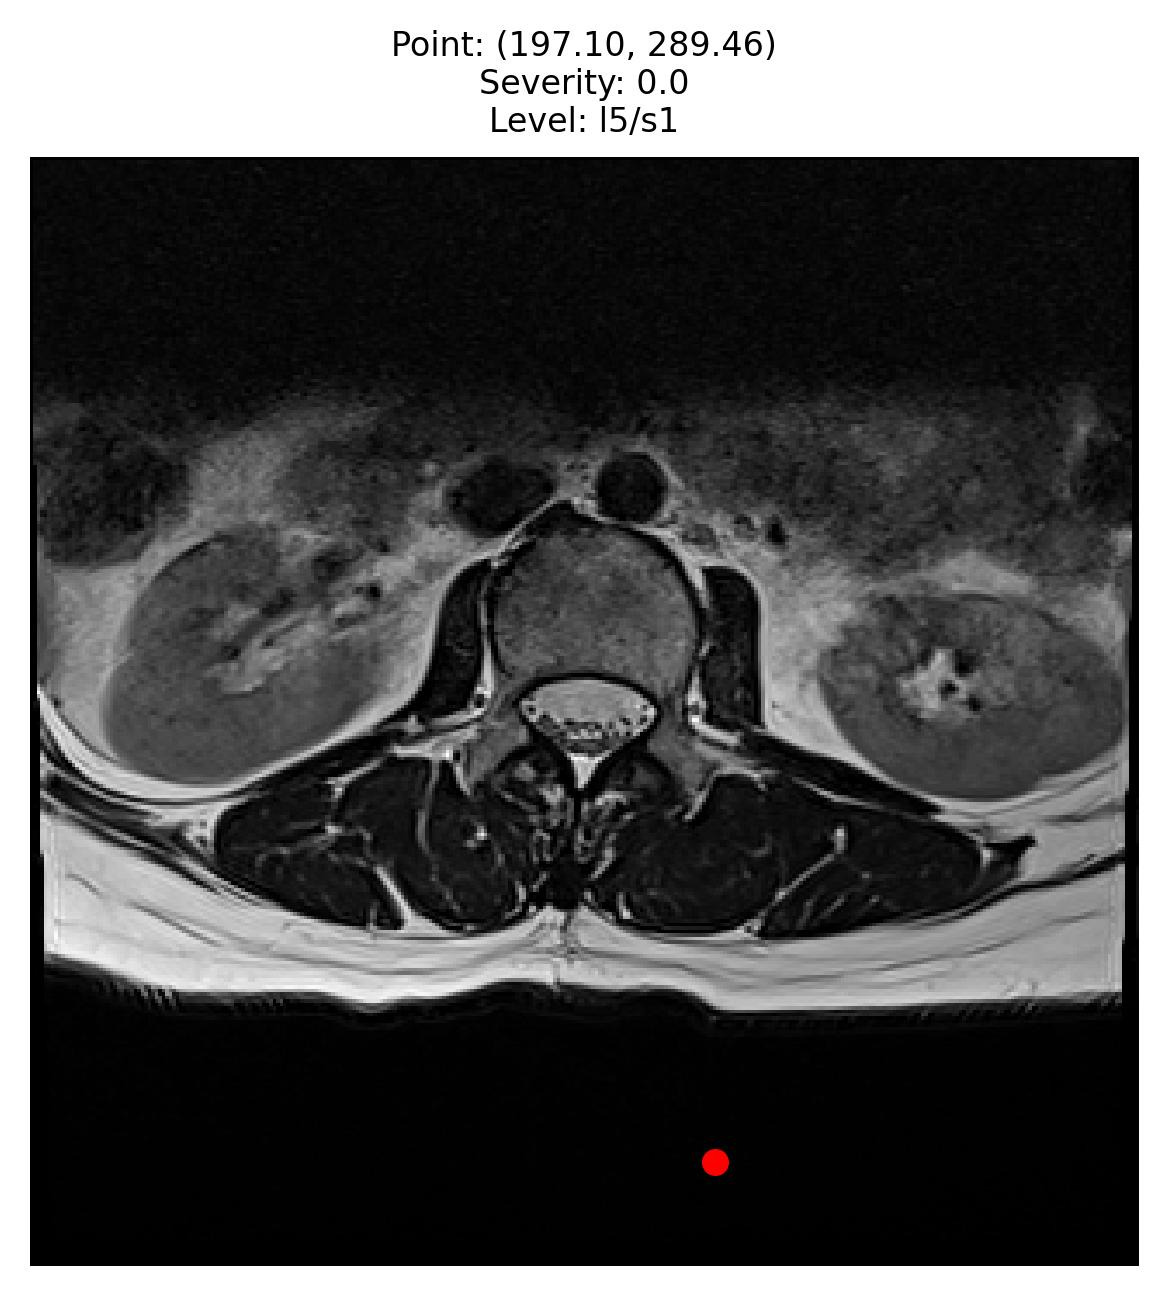 Point: (197.10, 289.46)
Severity: 0.0
Level: l5/s1